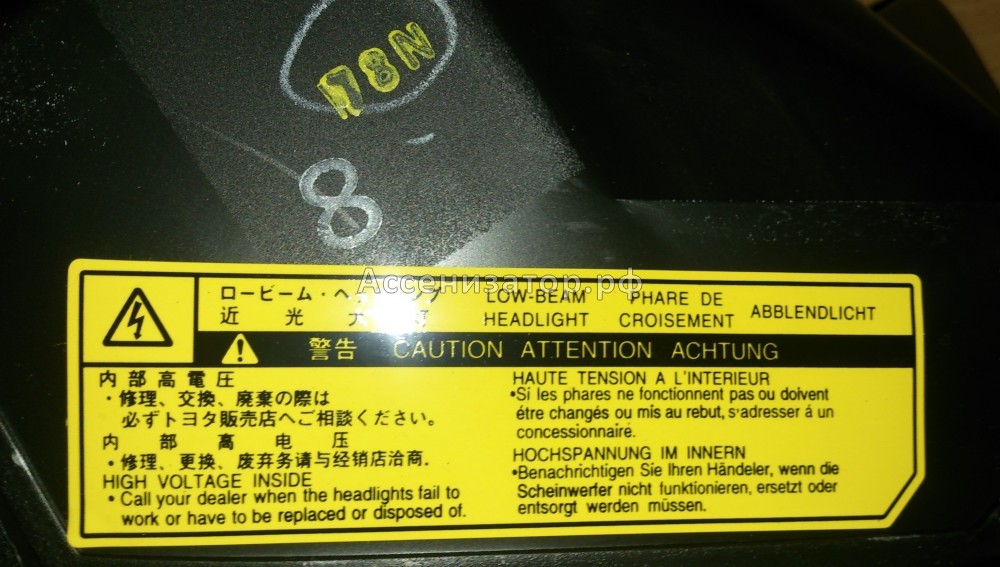 78N
8
Ассенизатор.рф
ロービーム・ヘ
近 光 大 灯
LOW-BEAM
HEADLIGHT
PHARE DE
CROISEMENT
ABBLENDLICHT
警告 CAUTION ATTENTION ACHTUNG
内部高電圧
・修理、交換、廃棄の際は
必ずトヨタ販売店へご相談ください。
内 部 高 电 压
・修理、更换、废弃务请与经销店洽商.
HIGH VOLTAGE INSIDE
• Call your dealer when the headlights fail to
work or have to be replaced or disposed of.
HAUTE TENSION A L'INTERIEUR
•Si les phares ne fonctionnent pas ou doivent
étre changés ou mis au rebut, s'adresser á un
concessionnairé.
HOCHSPANNUNG IM INNERN
•Benachrichtigen Sie Ihren Händeler, wenn die
Scheinwerfer nicht funktionieren, ersetzt oder
entsorgt werden müssen.